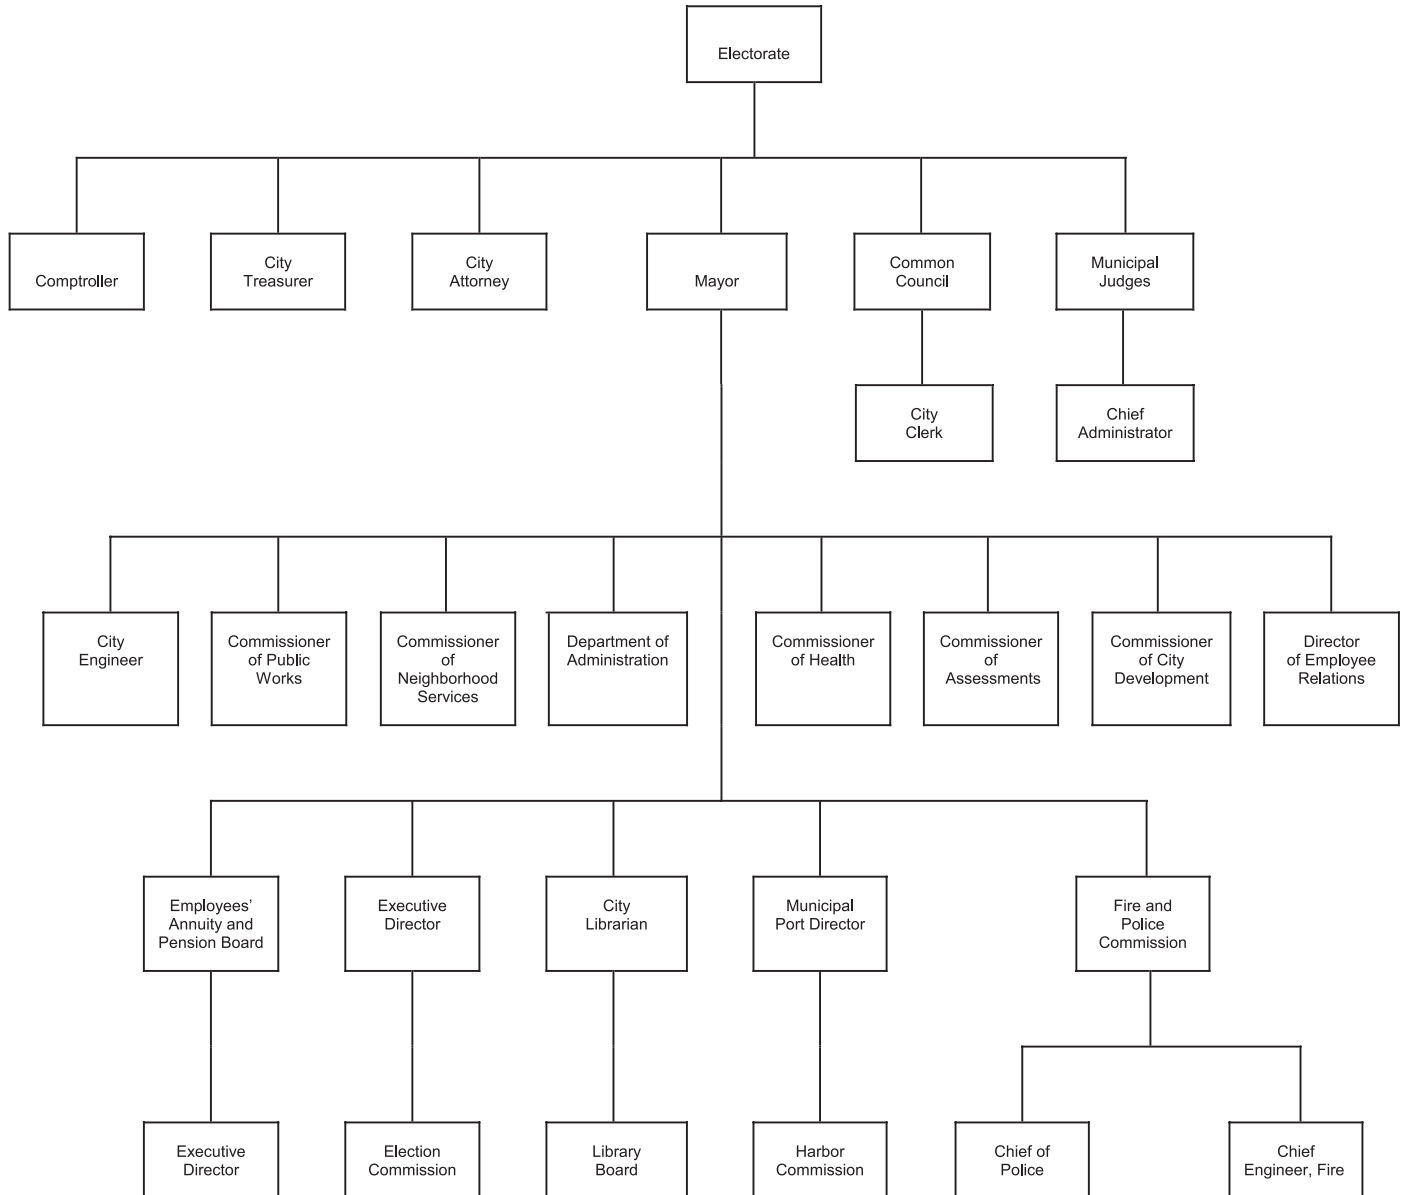 Electorate
Comptroller
City
Treasurer
City
Attorney
Mayor
Common
Council
Municipal
Judges
City
Clerk
Chief
Administrator
City
Engineer
Commissioner
of Public
Works
Commissioner
of
Neighborhood
Services
Department of
Administration
Commissioner
of Health
Commissioner
of
Assessments
Commissioner
of City
Development
Director
of Employee
Relations
Employees’
Annuity and
Pension Board
Executive
Director
City
Librarian
Municipal
Port Director
Fire and
Police
Commission
Executive
Director
Election
Commission
Library
Board
Harbor
Commission
Chief of
Police
Chief
Engineer, Fire